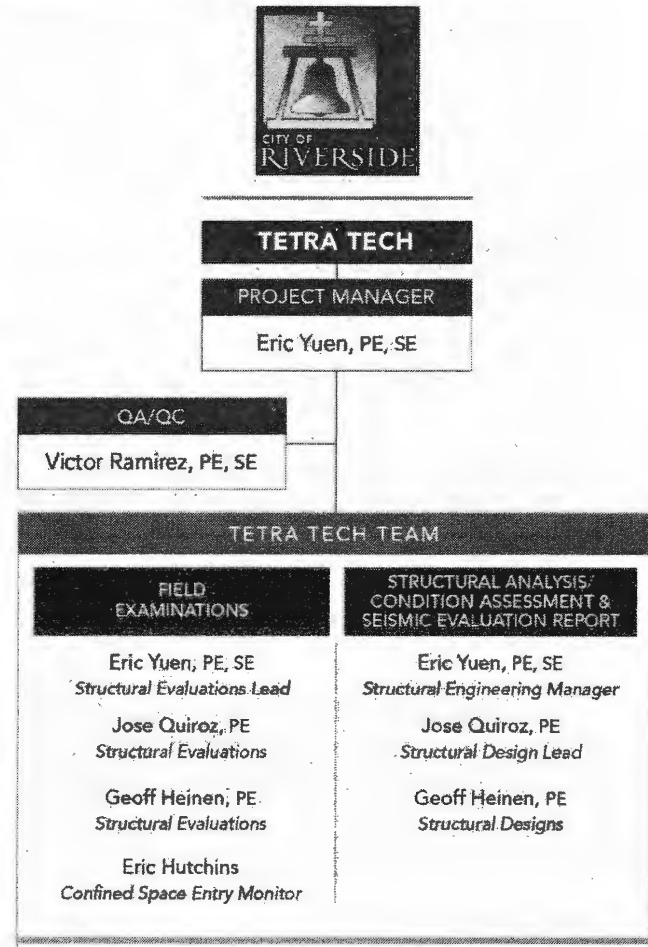 CITY OF
RIVERSIDE
TETRA TECH
PROJECT MANAGER
Eric Yuen, PE, SE
QA/QC
Victor Ramirez, PE, SE
TETRA TECH TEAM
FIELD
EXAMINATIONS
Eric Yuen, PE, SE
Structural Evaluations Lead
Jose Quiroz, PE
Structural Evaluations
Geoff Heinen, PE
Structural Evaluations
Eric Hutchins
Confined Space Entry Monitor
STRUCTURAL ANALYSIS/
CONDITION ASSESSMENT &
SEISMIC EVALUATION REPORT
Eric Yuen, PE, SE
Structural Engineering Manager
Jose Quiroz, PE
Structural Design Lead
Geoff Heinen, PE
Structural Designs